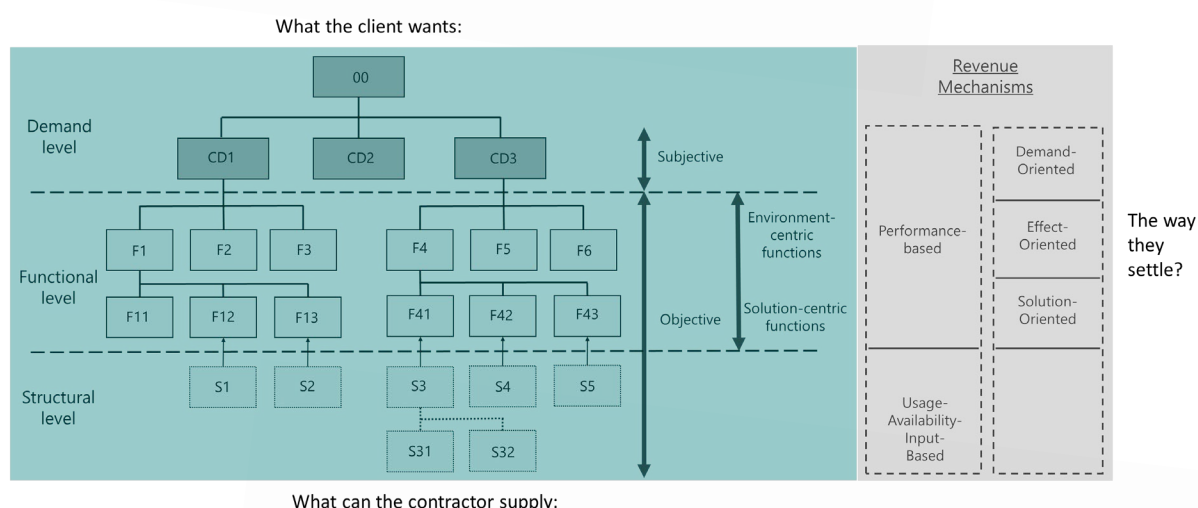 What the client wants:
Revenue
Mechanisms
00
Demand
level
CD1
CD2
CD3
Subjective
Demand-
Oriented
F1
F2
F3
F4
F5
F6
Environment-
centric
functions
Performance-
based
Effect-
Oriented
The way
they
settle?
Functional
level
F11
F12
F13
F41
F42
F43
Objective
Solution-centric
functions
Solution-
Oriented
Structural
level
S1
S2
S3
S4
S5
S31
S32
Usage-
Availability-
Input-
Based
What can the contractor supply: